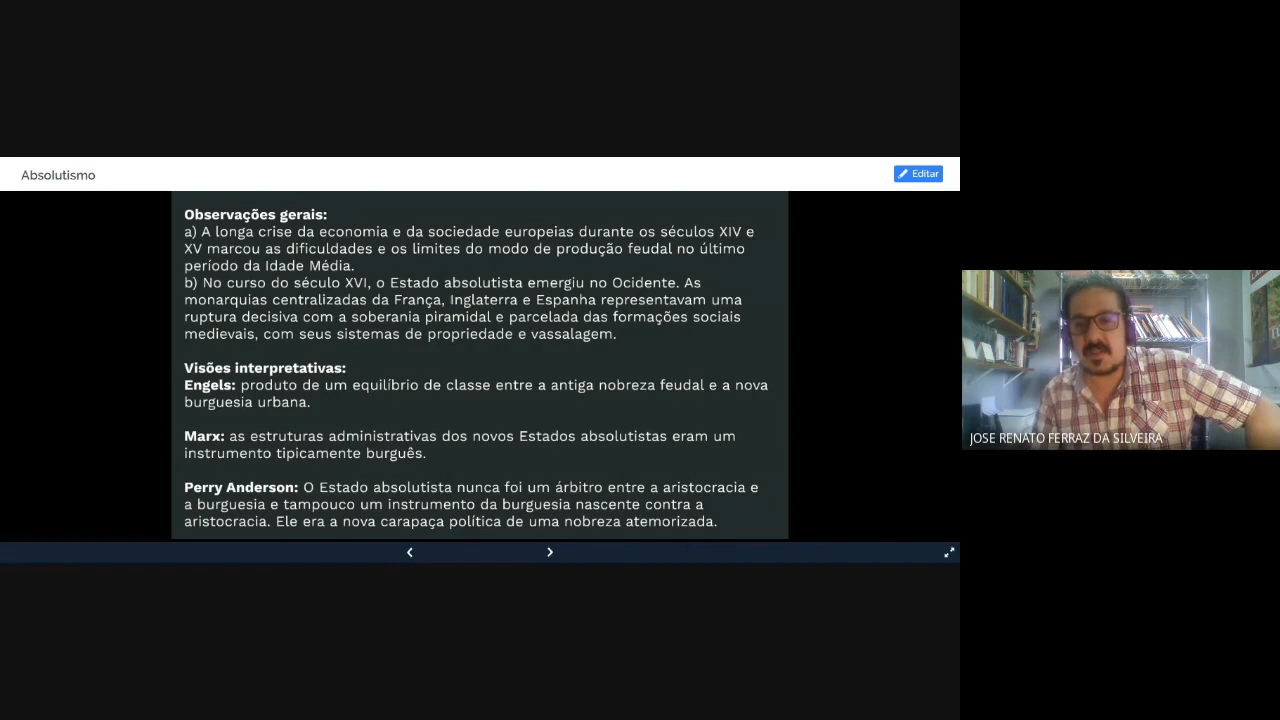 Absolutismo
Editar
Observações gerais:
a) A longa crise da economia e da sociedade europeias durante os séculos XIV e
XV marcou as dificuldades e os limites do modo de produção feudal no último
período da Idade Média.
b) No curso do século XVI, o Estado absolutista emergiu no Ocidente. As
monarquias centralizadas da França, Inglaterra e Espanha representavam uma
ruptura decisiva com a soberania piramidal e parcelada das formações sociais
medievais, com seus sistemas de propriedade e vassalagem.
Visões interpretativas:
Engels: produto de um equilíbrio de classe entre a antiga nobreza feudal e a nova
burguesia urbana.
Marx: as estruturas administrativas dos novos Estados absolutistas eram um
instrumento tipicamente burguês.
Perry Anderson: O Estado absolutista nunca foi um árbitro entre a aristocracia e
a burguesia e tampouco um instrumento da burguesia nascente contra a
aristocracia. Ele era a nova carapaça política de uma nobreza atemorizada.
JOSE RENATO FERRAZ DA SILVEIRA